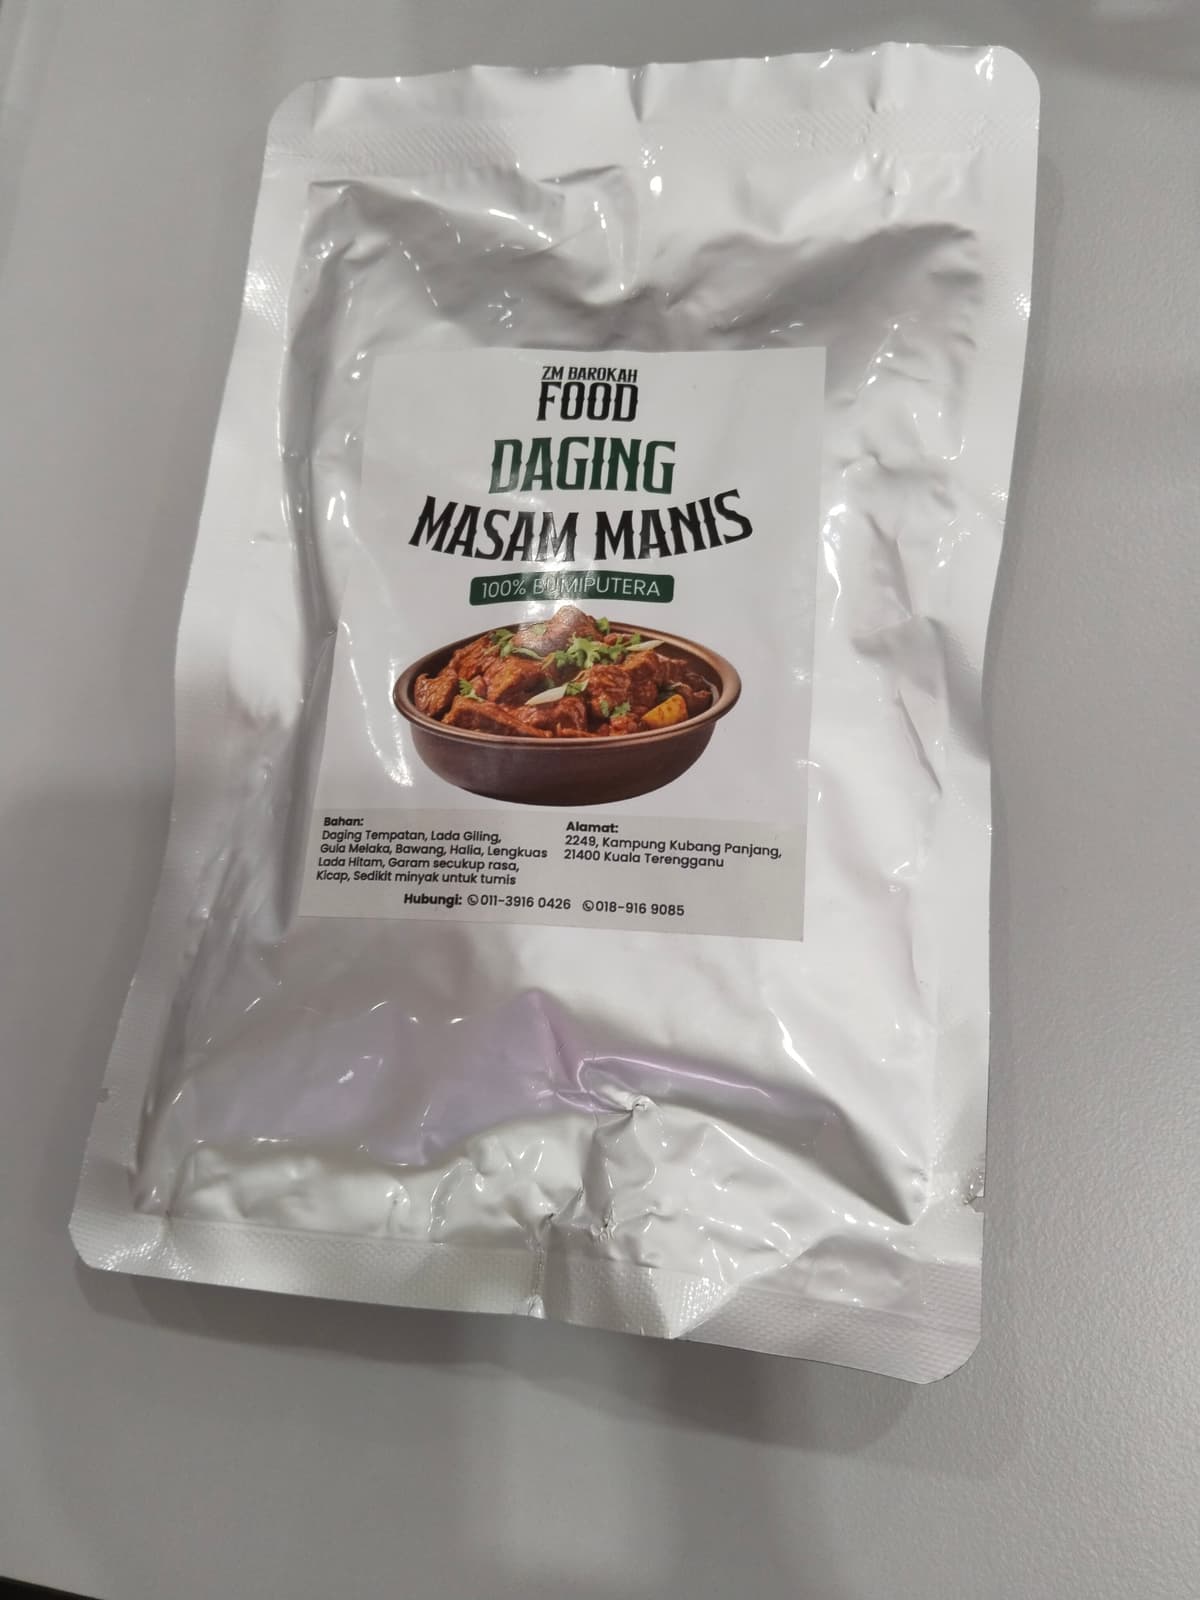 ZM BAROKAH
FOOD
DAGING
MASAM MANIS
100% BUMIPUTERA
Bahan:
Daging Tempatan, Lada Giling,
Gula Melaka, Bawang, Halia, Lengkuas
Lada Hitam, Garam secukup rasa,
Kicap, Sedikit minyak untuk tumis
Alamat:
2249, Kampung Kubang Panjang,
21400 Kuala Terengganu
Hubungi: 011-3916 0426 018-916 9085